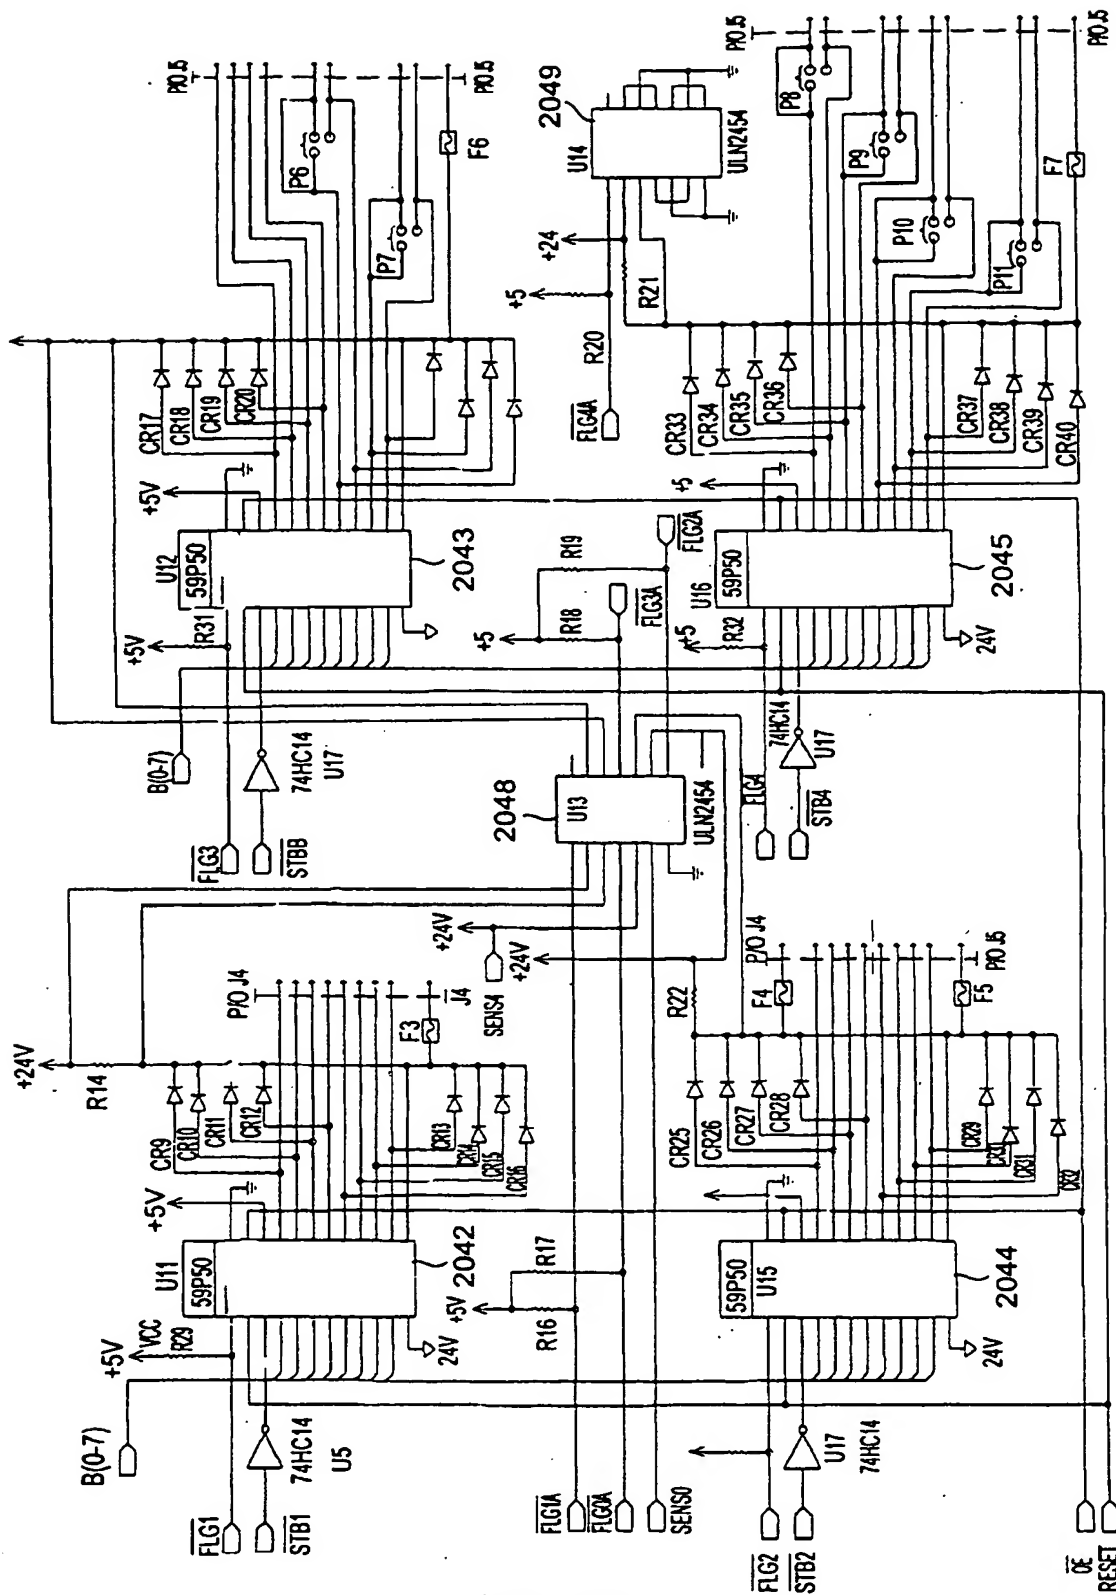 P/O J5
P/O J5
P6
P7
F6
CR17
CR18
CR19
CR20
+5V
U12
59P50
2043
+5V
R31
B(0-7)
74HC14
U17
FLG3
STBB
2049
U14
ULN2454
+24
+5
R21
R20
FLG4A
P/O J5
P/O J5
P8
P9
P10
P11
F7
CR33
CR34
CR35
CR36
CR37
CR38
CR39
CR40
+5
U16
59P50
2045
24V
+5
R32
+5
R18
R19
FLG3A
FLG2A
2048
U13
ULN2454
74HC14
U17
FLG4
STB4
+24V
R14
+24V
SENS4
+24V
P/O J4
J4
F3
CR9
CR10
CR11
CR12
CR13
CR14
CR15
CR16
+5V
U11
59P50
2042
24V
+5V
VCC
R29
B(0-7)
74HC14
U5
FLG1
STB1
+5V
R17
R16
FLG1A
FLG0A
SENS0
R22
P/O J4
P/O J5
F4
F5
CR25
CR26
CR27
CR28
CR29
CR31
CR32
59P50
U15
2044
24V
U17
74HC14
FLG2
STB2
OE
RESET